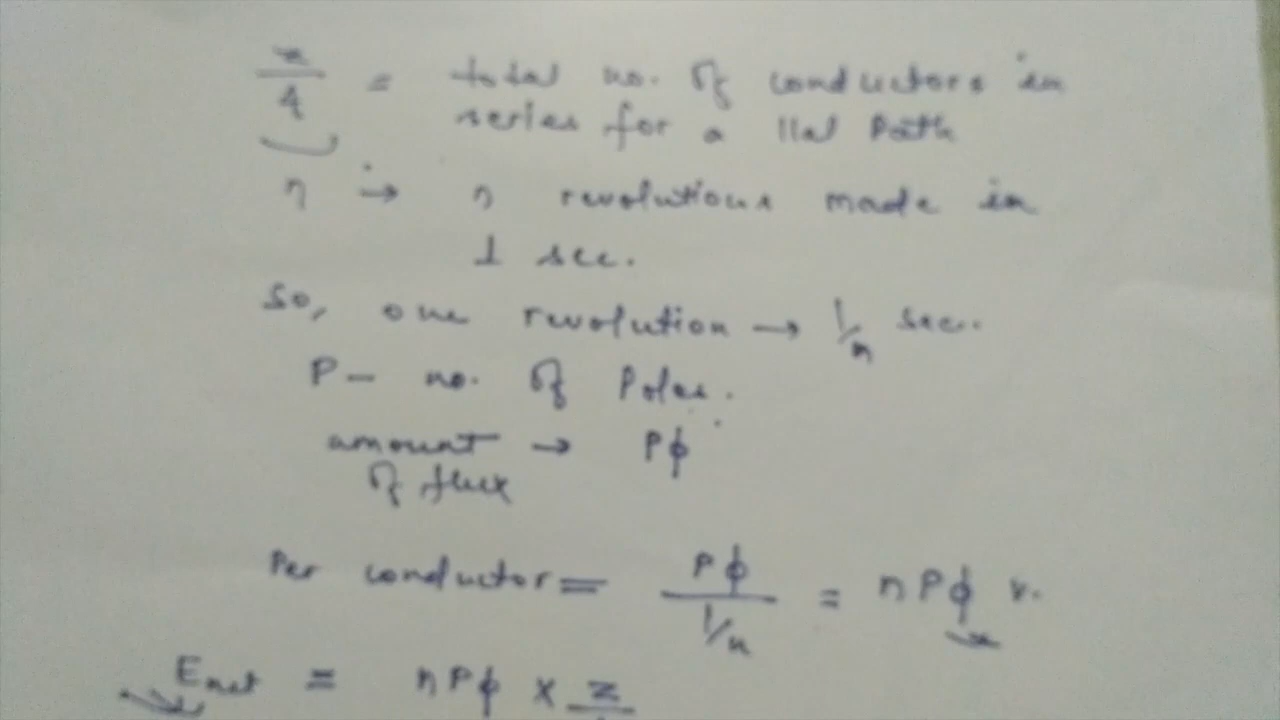 z/A = total no. of conductors in
series for a llel Path
n → n revolutions made in
1 sec.
So, one revolution → 1/n sec.
P - no. of Poles.
amount → Pϕ
of flux
Per conductor = Pϕ/(1/n) = nPϕ v.
Enet = nPϕ x z